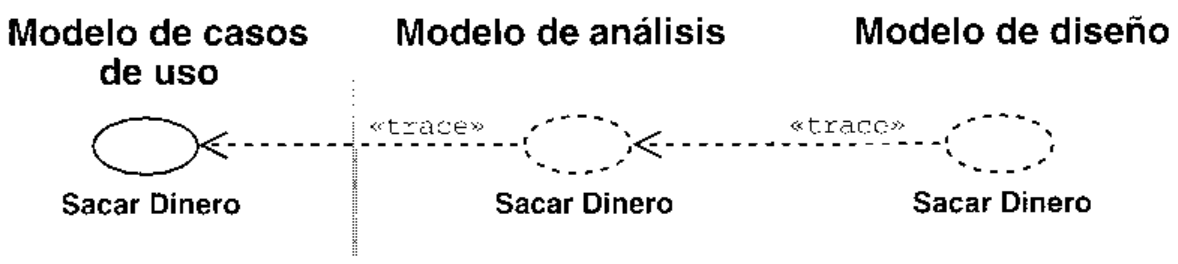 Modelo de casos
de uso
Modelo de análisis
Modelo de diseño
«trace»
«trace»
Sacar Dinero
Sacar Dinero
Sacar Dinero